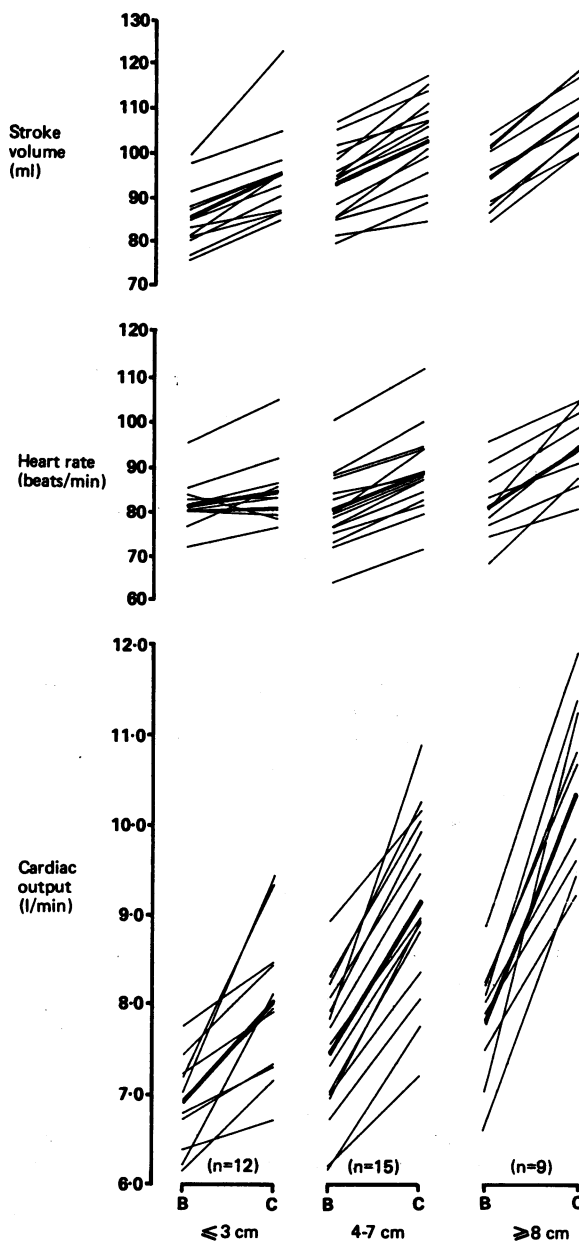 130
120
110
Stroke
volume
(ml)
100
90
80
70
120
110
100
Heart rate
(beats/min)
90
80
70
60
12·0
11·0
10·0
Cardiac
output
(l/min)
9·0
8·0
7·0
6·0
(n=12) (n=15) (n=9)
B C B C B C
⩽3 cm 4-7 cm ⩾8 cm